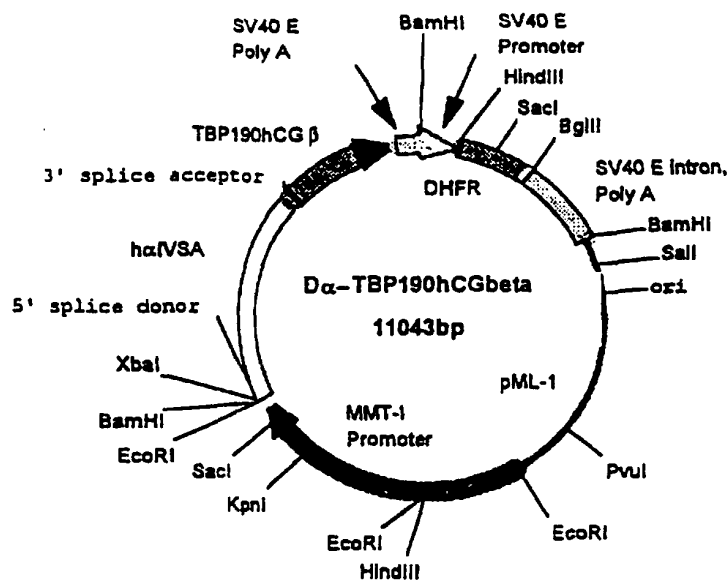 SV40 E
Poly A
BamHI
SV40 E
Promoter
HindIII
SacI
BglII
TBP190hCG β
3' splice acceptor
DHFR
SV40 E intron,
Poly A
BamHI
SalI
ori
hαIVSA
Dα-TBP190hCGbeta
11043bp
5' splice donor
XbaI
BamHI
EcoRI
SacI
KpnI
MMT-I
Promoter
pML-1
PvuI
EcoRI
EcoRI
HindIII